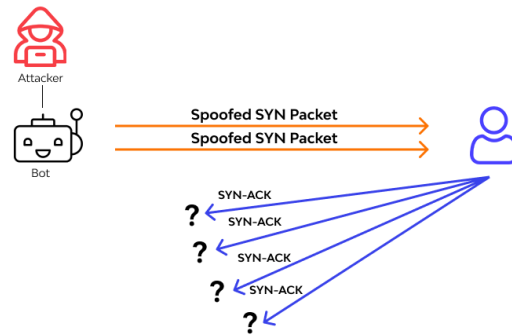 Attacker
Bot
Spoofed SYN Packet
Spoofed SYN Packet
SYN-ACK
?
SYN-ACK
?
SYN-ACK
?
SYN-ACK
?